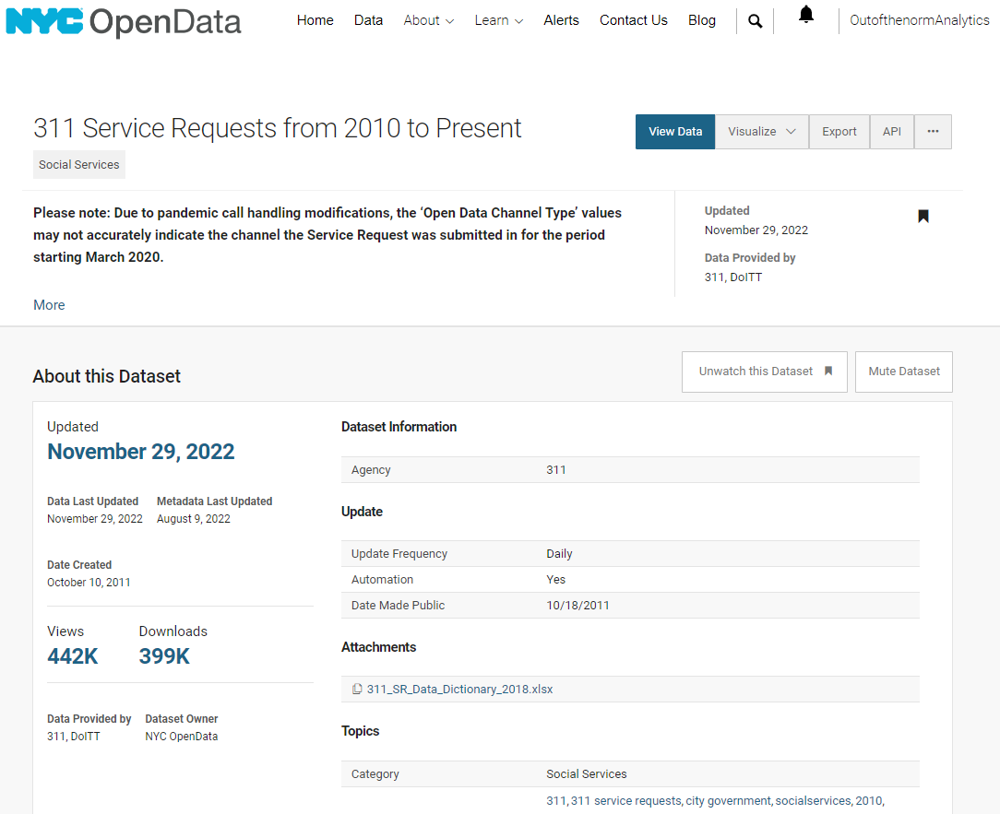 NYC OpenData
Home Data About Learn Alerts Contact Us Blog OutofthenormAnalytics
311 Service Requests from 2010 to Present
View Data Visualize Export API ...
Social Services
Please note: Due to pandemic call handling modifications, the ‘Open Data Channel Type’ values
may not accurately indicate the channel the Service Request was submitted in for the period
starting March 2020.
More
Updated
November 29, 2022
Data Provided by
311, DoITT
About this Dataset
Unwatch this Dataset Mute Dataset
Updated
November 29, 2022
Data Last Updated Metadata Last Updated
November 29, 2022 August 9, 2022
Date Created
October 10, 2011
Views Downloads
442K 399K
Data Provided by Dataset Owner
311, DoITT NYC OpenData
Dataset Information
Agency 311
Update
Update Frequency Daily
Automation Yes
Date Made Public 10/18/2011
Attachments
311_SR_Data_Dictionary_2018.xlsx
Topics
Category Social Services
311, 311 service requests, city government, socialservices, 2010,